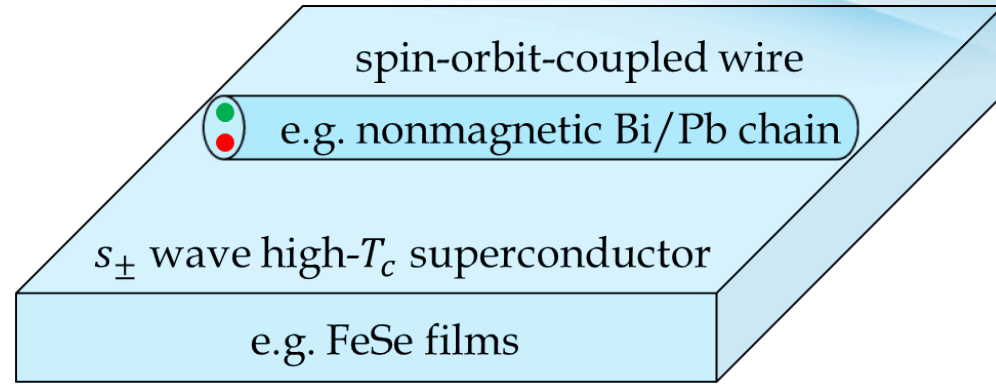 spin-orbit-coupled wire
e.g. nonmagnetic Bi/Pb chain
s± wave high-Tc superconductor
e.g. FeSe films